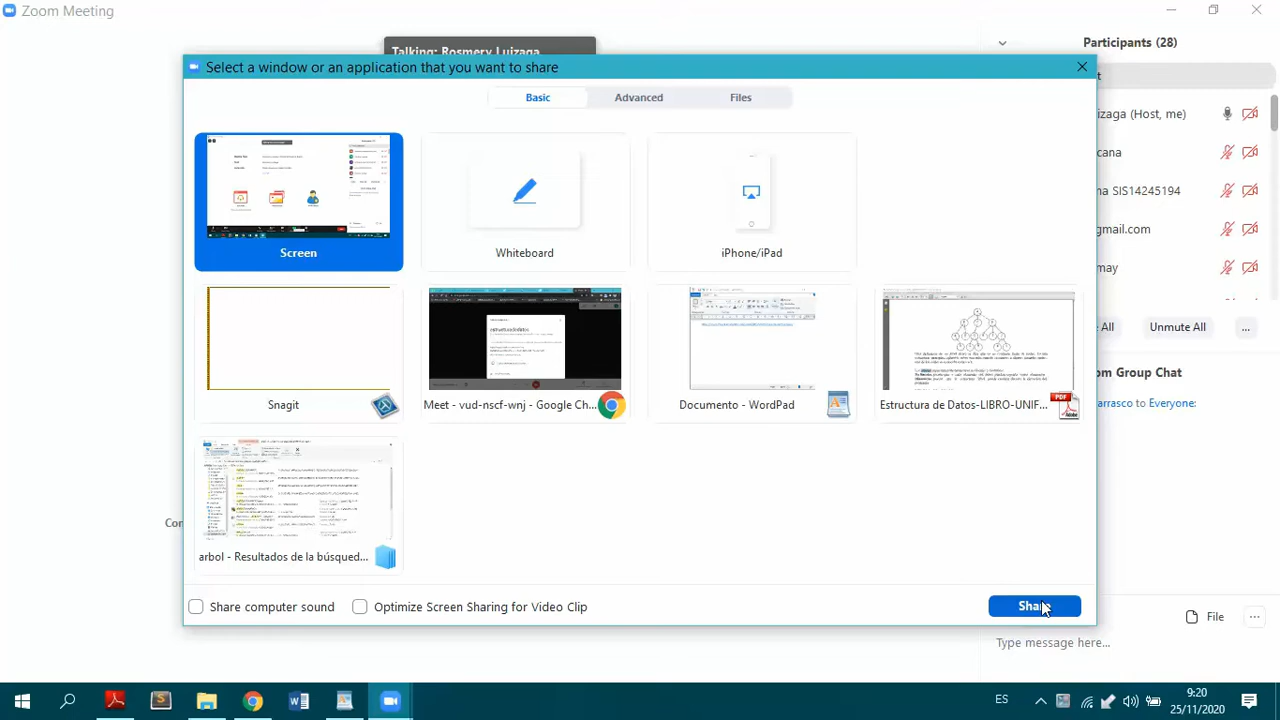 Zoom Meeting
Talking: Rosmery Luizaga
Participants (28)
Select a window or an application that you want to share
Basic
Advanced
Files
Screen
Whiteboard
iPhone/iPad
Snagit
Meet - vud-nscf-wnj - Google Ch...
Documento - WordPad
Estructura de Datos-LIBRO-UNIF...
PDF
Adobe
arbol - Resultados de la búsqued...
Share computer sound
Optimize Screen Sharing for Video Clip
Share
izaga (Host, me)
cana
na SIS14245194
gmail.com
may
All
Unmute All
...
om Group Chat
arrasco to Everyone:
Con
File
...
Type message here...
ES
9:20
25/11/2020